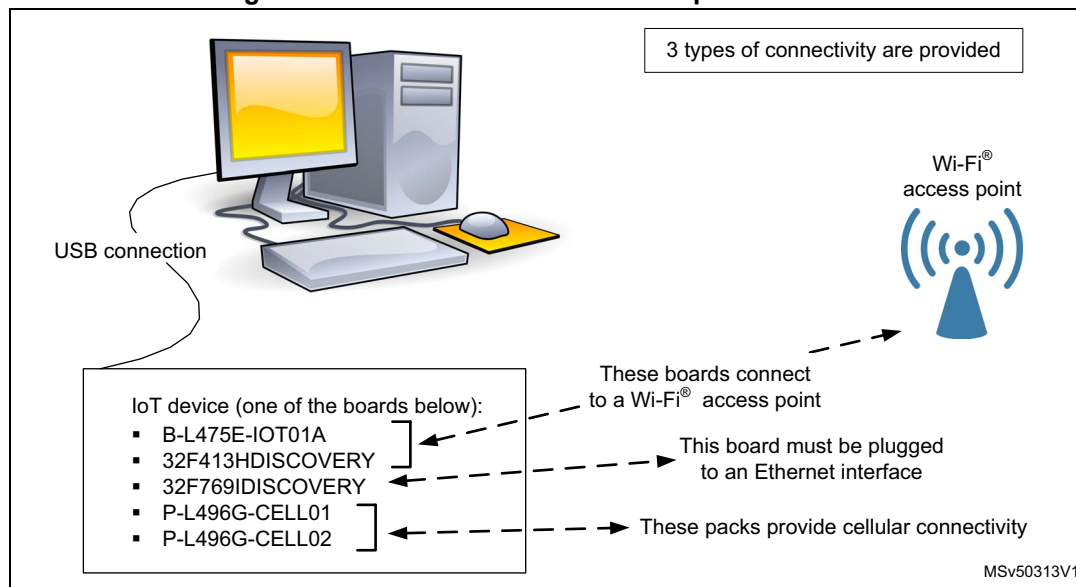 3 types of connectivity are provided
Wi-Fi®
access point
USB connection
These boards connect
to a Wi-Fi® access point
IoT device (one of the boards below):
▪ B-L475E-IOT01A
▪ 32F413HDISCOVERY
▪ 32F769IDISCOVERY
▪ P-L496G-CELL01
▪ P-L496G-CELL02
This board must be plugged
to an Ethernet interface
These packs provide cellular connectivity
MSv50313V1